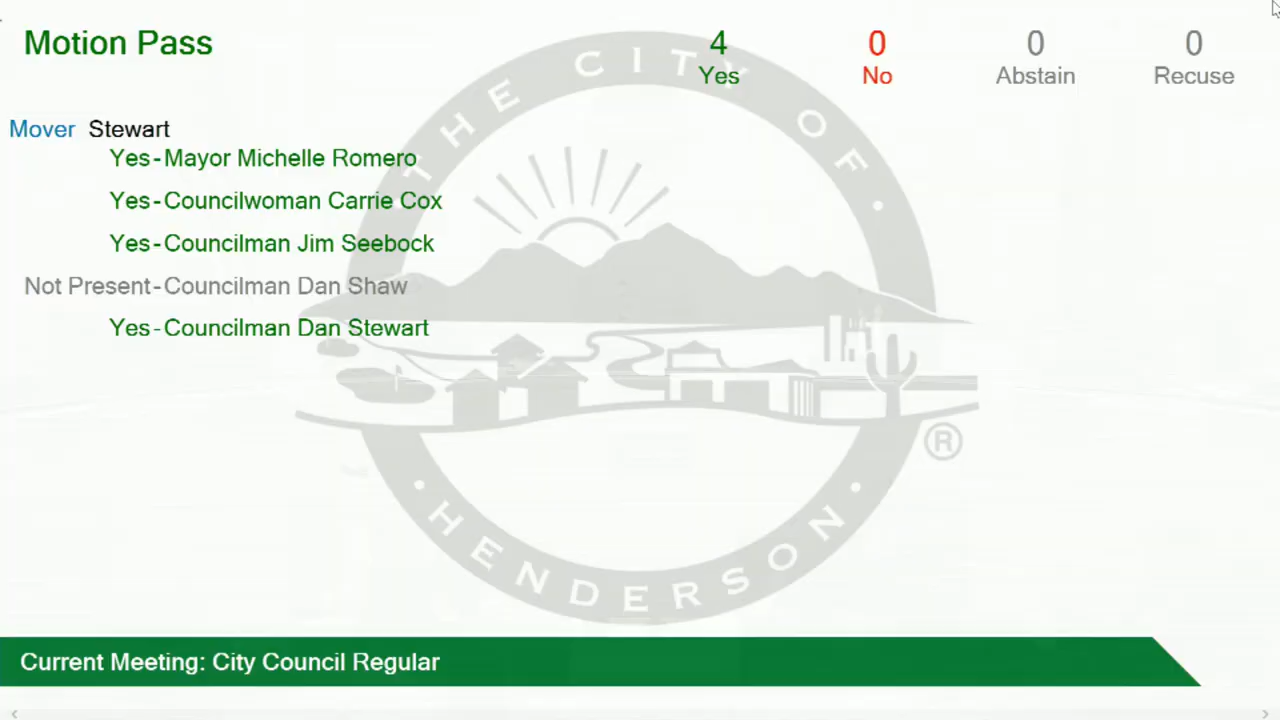 Motion Pass
4 Yes
0 No
0 Abstain
0 Recuse
Mover Stewart
Yes-Mayor Michelle Romero
Yes-Councilwoman Carrie Cox
Yes-Councilman Jim Seebock
Not Present-Councilman Dan Shaw
Yes-Councilman Dan Stewart
THE CITY OF
·HENDERSON·
®
Current Meeting: City Council Regular